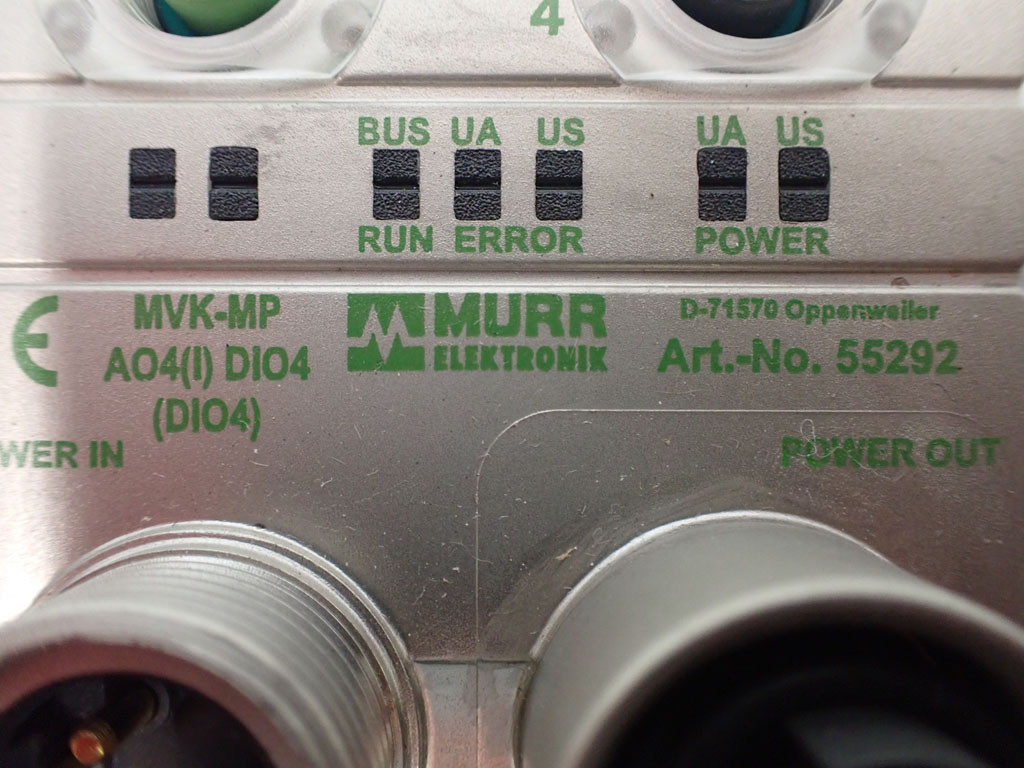 4
BUS UA US
RUN ERROR
UA US
POWER
MVK-MP
AO4(I) DIO4
(DIO4)
MURR
ELEKTRONIK
D-71570 Oppenweiler
Art.-No. 55292
WER IN
POWER OUT